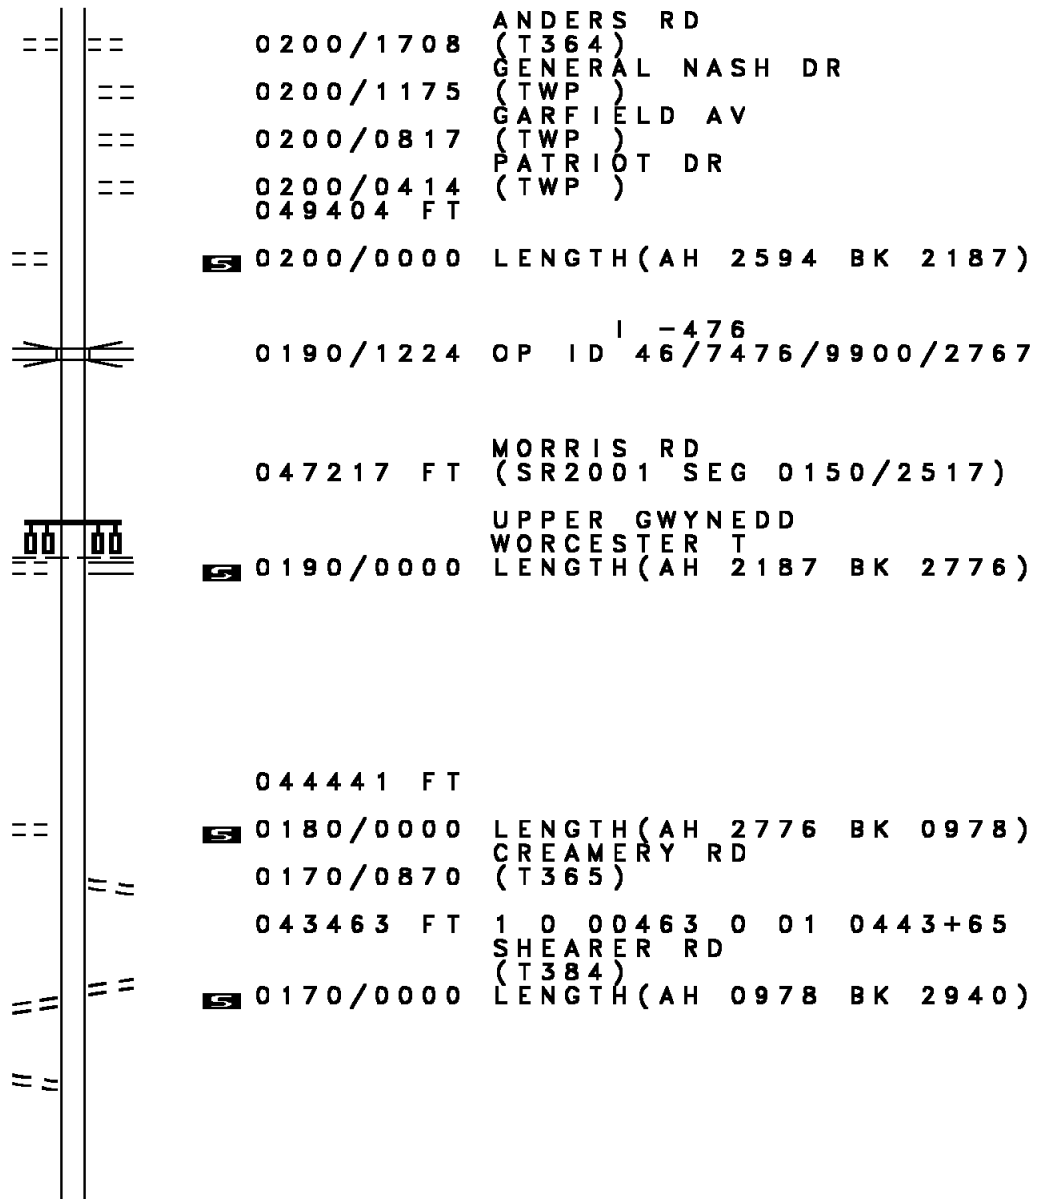 ANDERS RD
0200/1708 (T364)
GENERAL NASH DR
0200/1175 (TWP )
GARFIELD AV
0200/0817 (TWP )
PATRIOT DR
0200/0414 (TWP )
049404 FT
S 0200/0000 LENGTH(AH 2594 BK 2187)
I -476
0190/1224 OP ID 46/7476/9900/2767
MORRIS RD
047217 FT (SR2001 SEG 0150/2517)
UPPER GWYNEDD
WORCESTER T
S 0190/0000 LENGTH(AH 2187 BK 2776)
044441 FT
S 0180/0000 LENGTH(AH 2776 BK 0978)
CREAMERY RD
0170/0870 (T365)
043463 FT 1 0 00463 0 01 0443+65
SHEARER RD
(T384)
S 0170/0000 LENGTH(AH 0978 BK 2940)